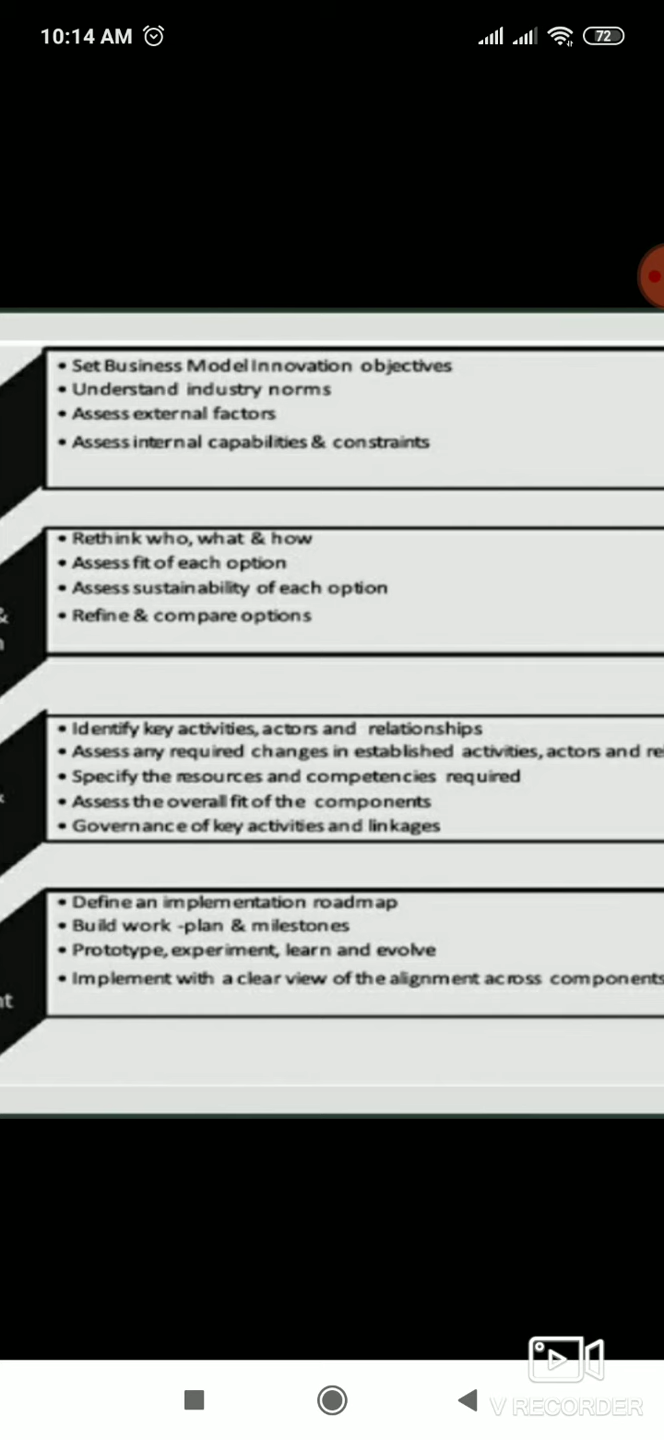 10:14 AM
72
• Set Business Model Innovation objectives
• Understand industry norms
• Assess external factors
• Assess internal capabilities & constraints
• Rethink who, what & how
• Assess fit of each option
• Assess sustainability of each option
&
• Refine & compare options
• Identify key activities, actors and relationships
• Assess any required changes in established activities, actors and re
• Specify the resources and competencies required
• Assess the overall fit of the components
• Governance of key activities and linkages
• Define an implementation roadmap
• Build work -plan & milestones
• Prototype, experiment, learn and evolve
• Implement with a clear view of the alignment across components
nt
V RECORDER